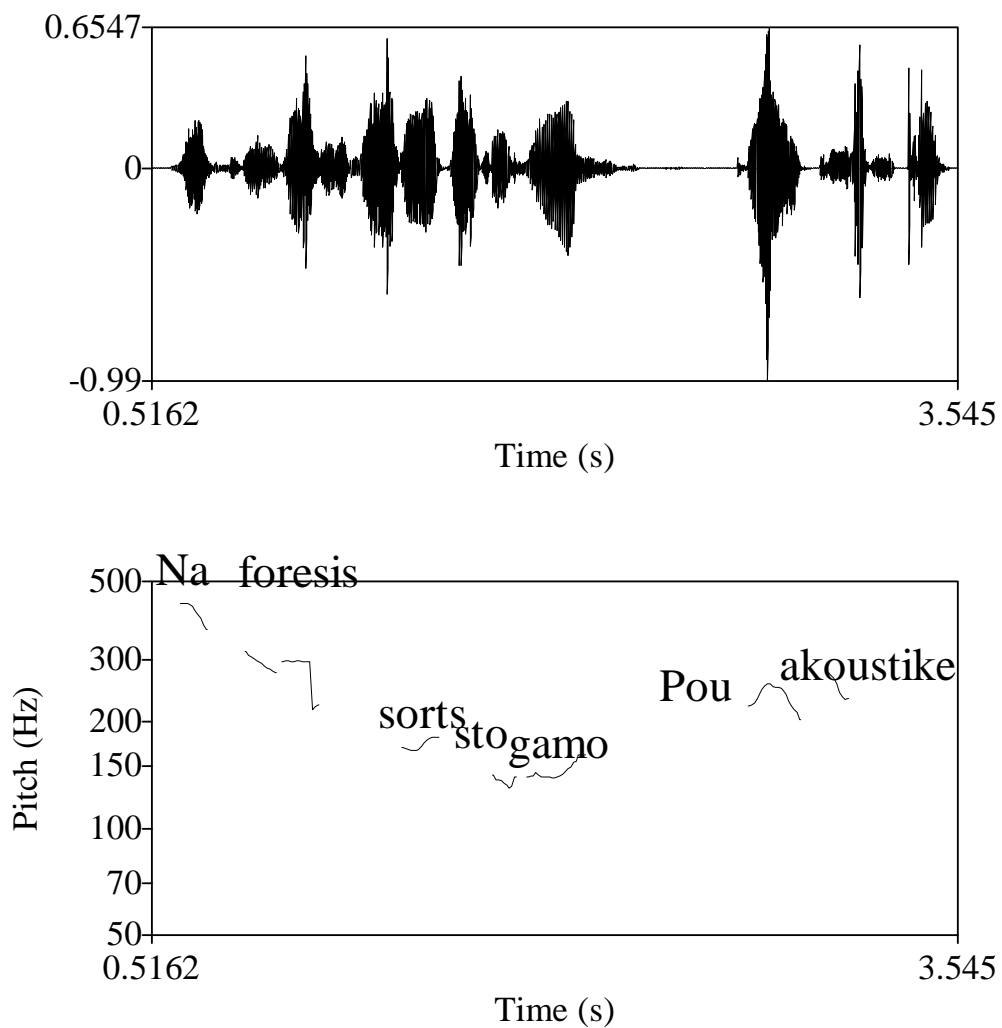 0.6547
0
-0.99
0.5162 3.545
Time (s)
Na foresis
500
300
akoustike
Pou
sorts
200
sto
gamo
150
100
70
50
Pitch (Hz)
0.5162 3.545
Time (s)